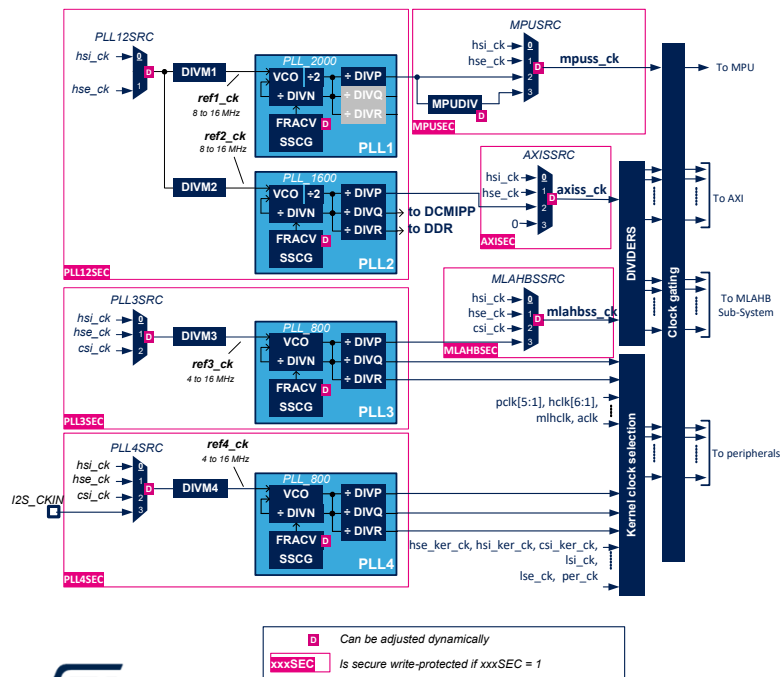 PLL12SRC
hsi_ck
0
D
hse_ck
1
DIVM1
ref1_ck
8 to 16 MHz
ref2_ck
8 to 16 MHz
DIVM2
PLL_2000
VCO ÷2
÷ DIVN
÷ DIVP
÷ DIVQ
÷ DIVR
FRACV D
SSCG
PLL1
PLL_1600
VCO ÷2
÷ DIVN
÷ DIVP
÷ DIVQ
÷ DIVR
FRACV D
SSCG
PLL2
to DCMIPP
to DDR
PLL12SEC
MPUSRC
hsi_ck
0
hse_ck
1
2
3
D
mpuss_ck
MPUDIV
D
MPUSEC
To MPU
AXISSRC
hsi_ck
0
hse_ck
1
2
0
3
D
axiss_ck
AXISEC
To AXI
MLAHBSSRC
hsi_ck
0
hse_ck
1
csi_ck
2
3
D
mlahbss_ck
MLAHBSEC
DIVIDERS
Clock gating
To MLAHB
Sub-System
PLL3SRC
hsi_ck
0
hse_ck
1
csi_ck
2
D
DIVM3
ref3_ck
4 to 16 MHz
PLL_800
VCO
÷ DIVN
÷ DIVP
÷ DIVQ
÷ DIVR
FRACV D
SSCG
PLL3
PLL3SEC
pclk[5:1], hclk[6:1],
mlhclk, aclk
Kernel clock selection
To peripherals
PLL4SRC
hsi_ck
0
hse_ck
1
csi_ck
2
I2S_CKIN
3
D
DIVM4
ref4_ck
4 to 16 MHz
PLL_800
VCO
÷ DIVN
÷ DIVP
÷ DIVQ
÷ DIVR
FRACV D
SSCG
PLL4
PLL4SEC
hse_ker_ck, hsi_ker_ck, csi_ker_ck,
lsi_ck,
lse_ck, per_ck
D Can be adjusted dynamically
xxxSEC Is secure write-protected if xxxSEC = 1